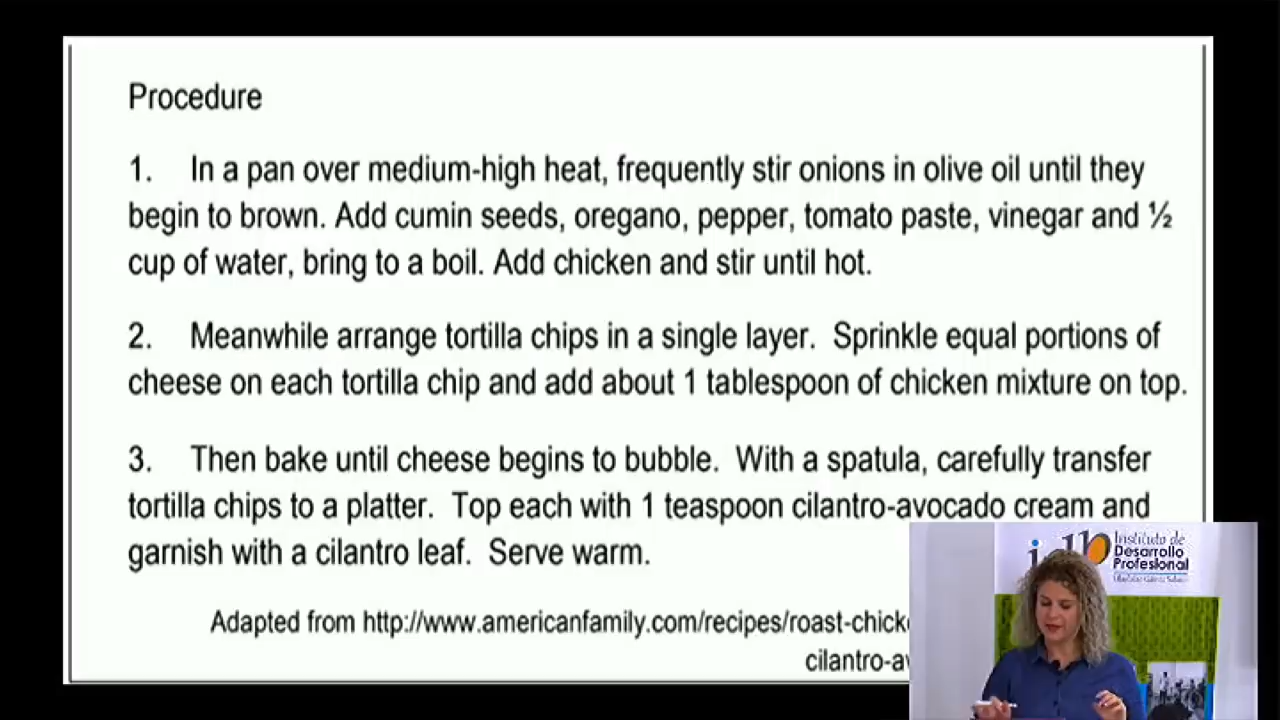 Procedure
1. In a pan over medium-high heat, frequently stir onions in olive oil until they
begin to brown. Add cumin seeds, oregano, pepper, tomato paste, vinegar and ½
cup of water, bring to a boil. Add chicken and stir until hot.
2. Meanwhile arrange tortilla chips in a single layer. Sprinkle equal portions of
cheese on each tortilla chip and add about 1 tablespoon of chicken mixture on top.
3. Then bake until cheese begins to bubble. With a spatula, carefully transfer
tortilla chips to a platter. Top each with 1 teaspoon cilantro-avocado cream and
garnish with a cilantro leaf. Serve warm.
Adapted from http://www.americanfamily.com/recipes/roast-chick
cilantro-av
Instituto de
Desarrollo
Profesional